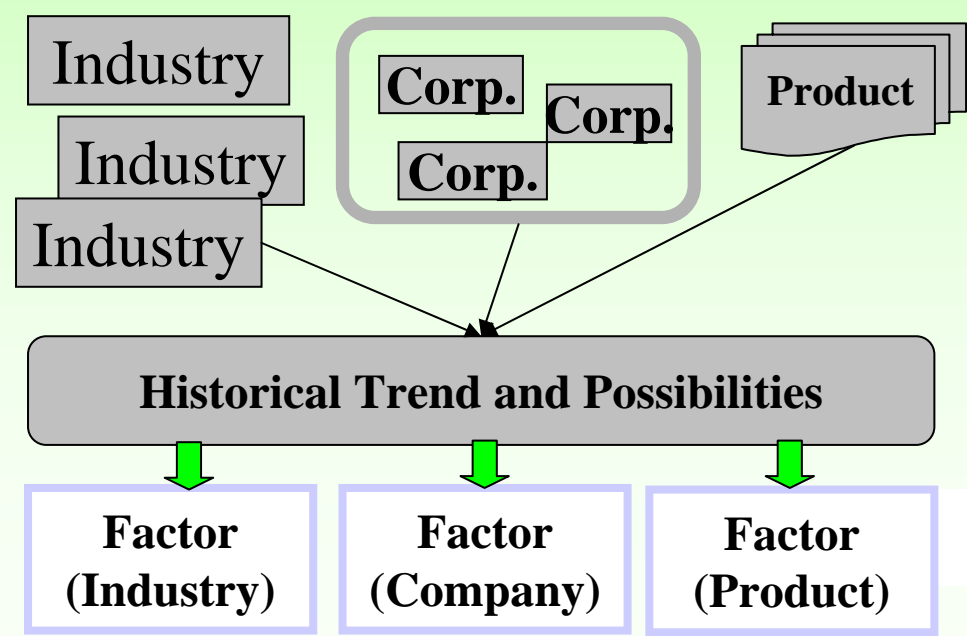 Industry
Industry
Industry
Corp.
Corp.
Corp.
Product
Historical Trend and Possibilities
Factor
(Industry)
Factor
(Company)
Factor
(Product)